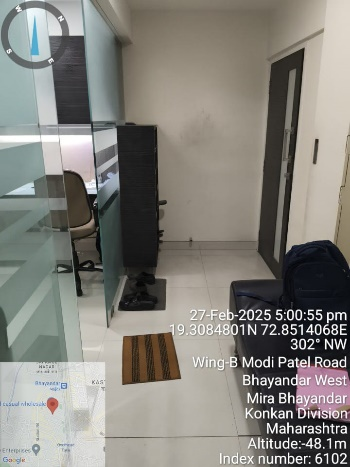 27-Feb-2025 5:00:55 pm
19.3084801N 72.8514068E
302° NW
Wing-B Modi Patel Road
Bhayandar West
Mira Bhayandar
Konkan Division
Maharashtra
Altitude:-48.1m
Index number: 6102
Bhayandar
Google